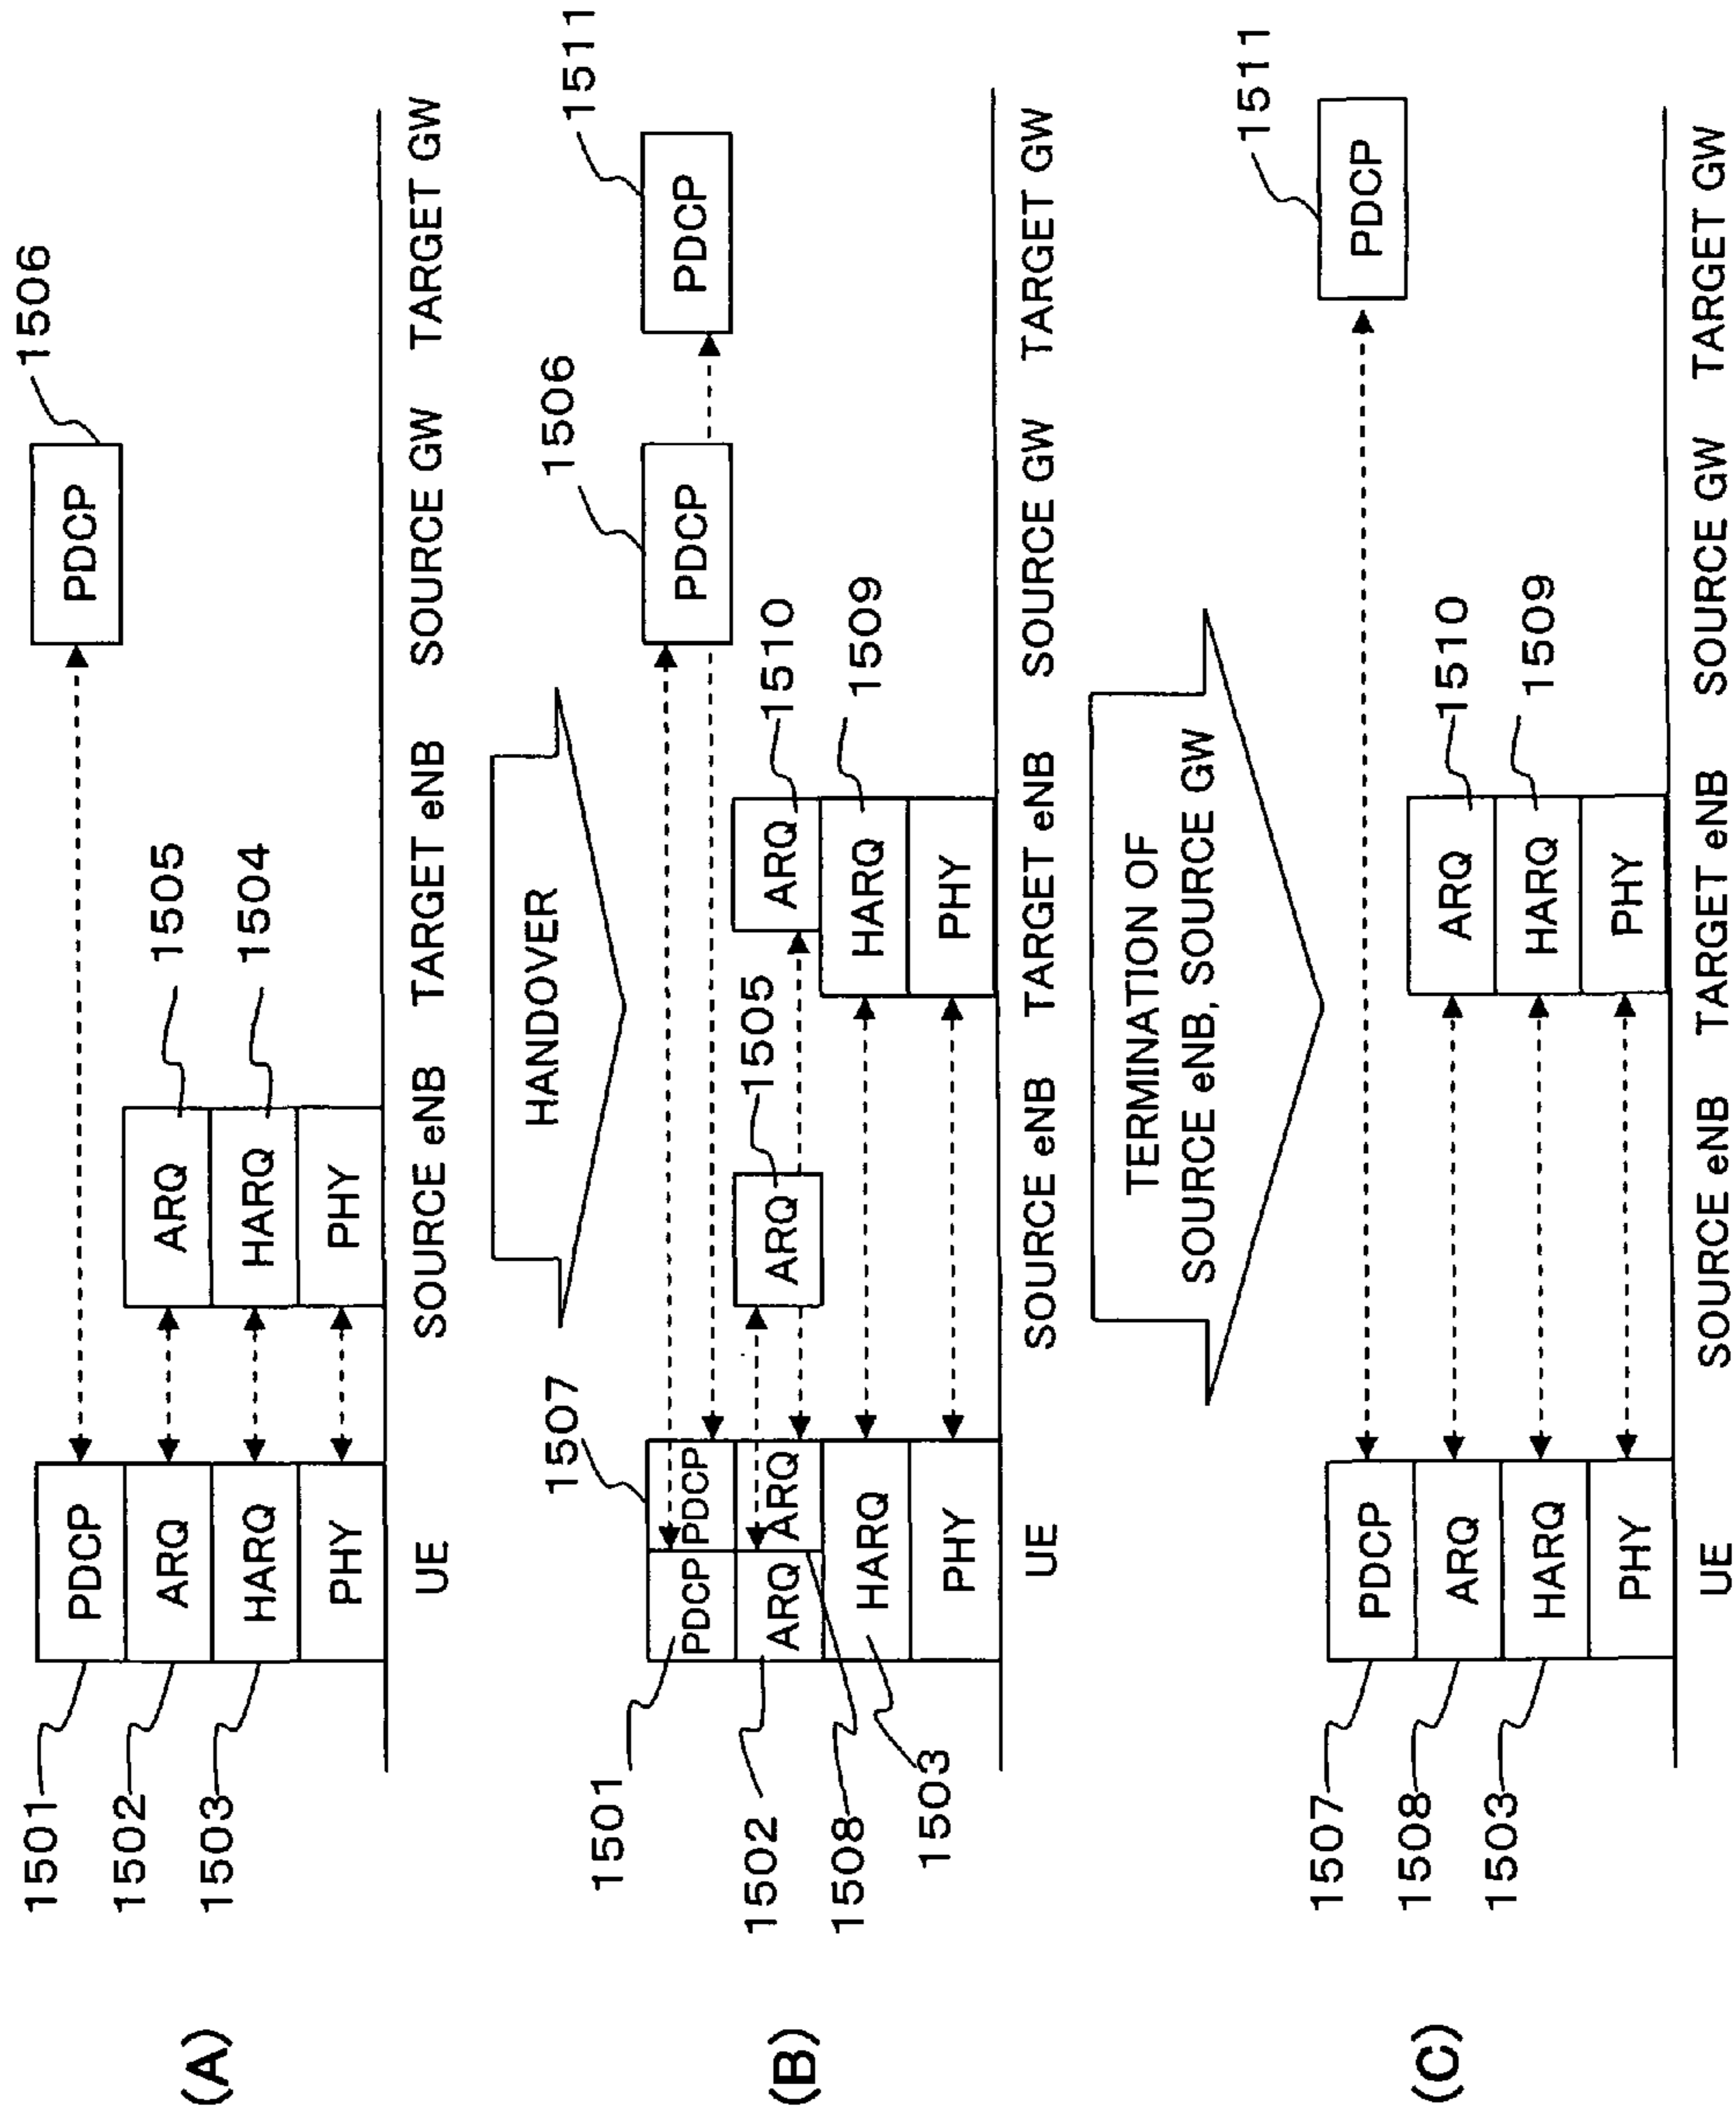 (A)
1501
1502
1503
PDCP
ARQ
HARQ
PHY
ARQ
HARQ
PHY
1505
1504
PDCP
1506
UE
SOURCE eNB
TARGET eNB
SOURCE GW
TARGET GW
HANDOVER
(B)
1501
1502
1508
1503
1507
PDCP
PDCP
ARQ
ARQ
HARQ
PHY
ARQ
1505
ARQ
HARQ
PHY
1510
1509
PDCP
1506
PDCP
1511
UE
SOURCE eNB
TARGET eNB
SOURCE GW
TARGET GW
TERMINATION OF
SOURCE eNB, SOURCE GW
(C)
1507
1508
1503
PDCP
ARQ
HARQ
PHY
ARQ
HARQ
PHY
1510
1509
PDCP
1511
UE
SOURCE eNB
TARGET eNB
SOURCE GW
TARGET GW